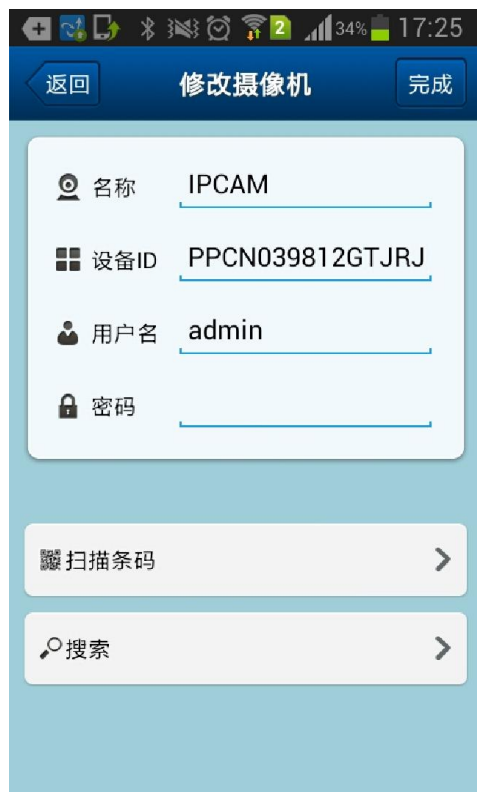 2 34% 17:25
返回 修改摄像机 完成
名称 IPCAM
设备ID PPCN039812GTJRJ
用户名 admin
密码
扫描条码
搜索